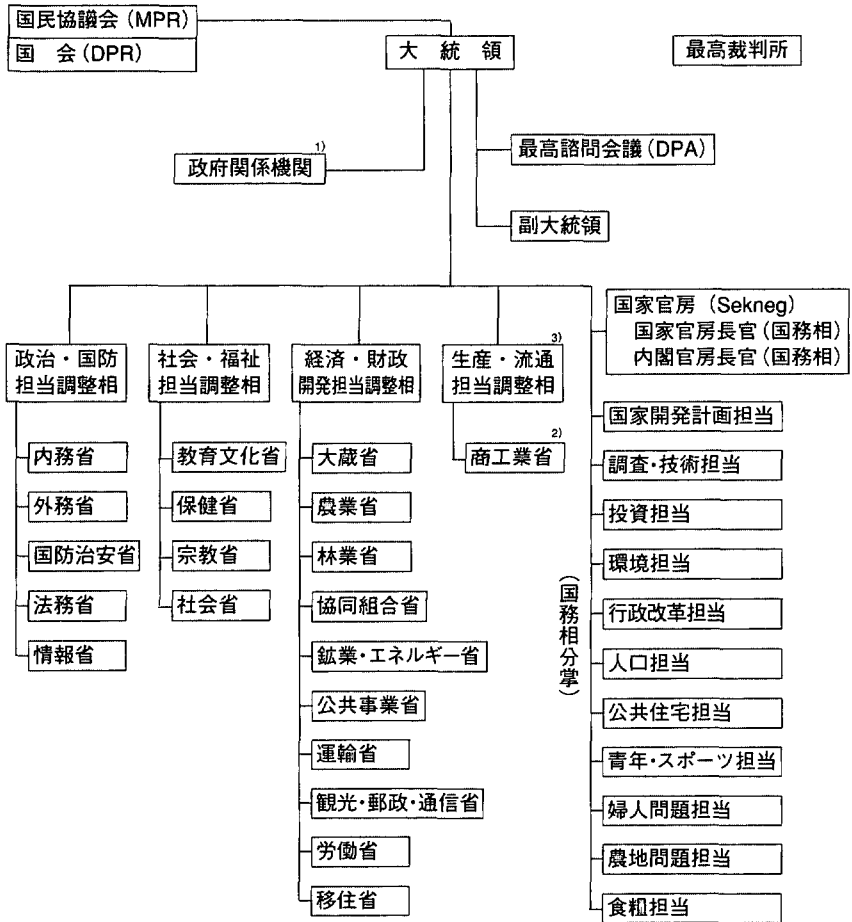 国民協議会(MPR)
国 会(DPR)
大 統 領
最高裁判所
政府関係機関 1)
最高諮問会議(DPA)
副大統領
政治・国防
担当調整相
内務省
外務省
国防治安省
法務省
情報省
社会・福祉
担当調整相
教育文化省
保健省
宗教省
社会省
経済・財政
開発担当調整相
大蔵省
農業省
林業省
協同組合省
鉱業・エネルギー省
公共事業省
運輸省
観光・郵政・通信省
労働省
移住省
生産・流通 3)
担当調整相
商工業省 2)
国家官房(Sekneg)
国家官房長官(国務相)
内閣官房長官(国務相)
(国務相分掌)
国家開発計画担当
調査・技術担当
投資担当
環境担当
行政改革担当
人口担当
公共住宅担当
青年・スポーツ担当
婦人問題担当
農地問題担当
食糧担当